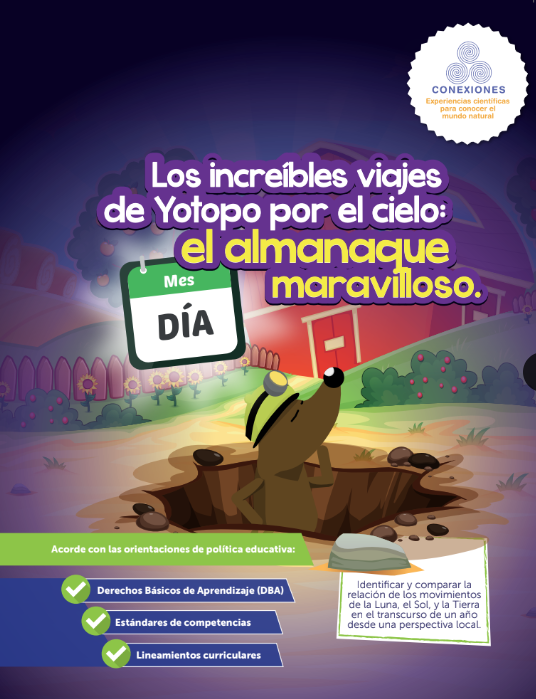 CONEXIONES
Experiencias científicas
para conocer el
mundo natural
Los increíbles viajes
de Yotopo por el cielo:
el almanaque
maravilloso.
Mes
DÍA
Acorde con las orientaciones de política educativa:
Derechos Básicos de Aprendizaje (DBA)
Estándares de competencias
Lineamientos curriculares
Identificar y comparar la
relación de los movimientos
de la Luna, el Sol, y la Tierra
en el transcurso de un año
desde una perspectiva local.